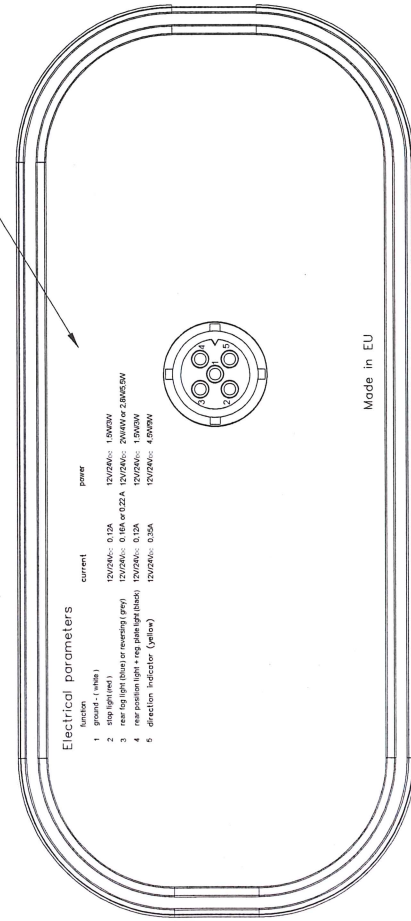 Electrical parameters
function current power
1 ground - ( white )
2 stop light (red ) 12V/24VDC 0,12A 12V/24VDC 1.5W/3W
3 rear fog light (blue) or reversing ( grey) 12V/24VDC 0,16A or 0,22 A 12V/24VDC 2W/4W or 2,8W/5,5W
4 rear position light + reg. plate light (black) 12V/24VDC 0,12A 12V/24VDC 1.5W/3W
5 direction indicator (yellow) 12V/24VDC 0,35A 12V/24VDC 4,5W/9W
3 4
1
2 5
Made in EU